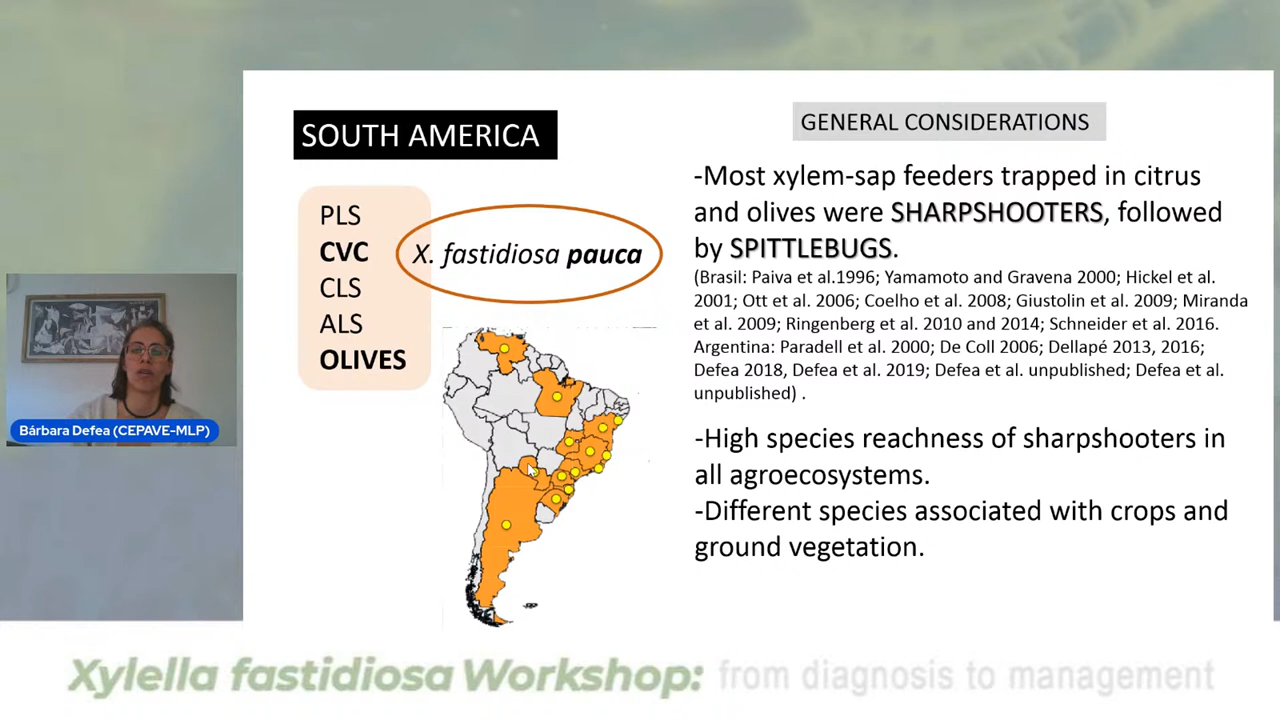 SOUTH AMERICA
PLS
CVC
CLS
ALS
OLIVES
X. fastidiosa pauca
GENERAL CONSIDERATIONS
-Most xylem-sap feeders trapped in citrus
and olives were SHARPSHOOTERS, followed
by SPITTLEBUGS.
(Brasil: Paiva et al.1996; Yamamoto and Gravena 2000; Hickel et al.
2001; Ott et al. 2006; Coelho et al. 2008; Giustolin et al. 2009; Miranda
et al. 2009; Ringenberg et al. 2010 and 2014; Schneider et al. 2016.
Argentina: Paradell et al. 2000; De Coll 2006; Dellapé 2013, 2016;
Defea 2018, Defea et al. 2019; Defea et al. unpublished; Defea et al.
unpublished) .
-High species reachness of sharpshooters in
all agroecosystems.
-Different species associated with crops and
ground vegetation.
Bárbara Defea (CEPAVE-MLP)
Xylella fastidiosa Workshop: from diagnosis to management